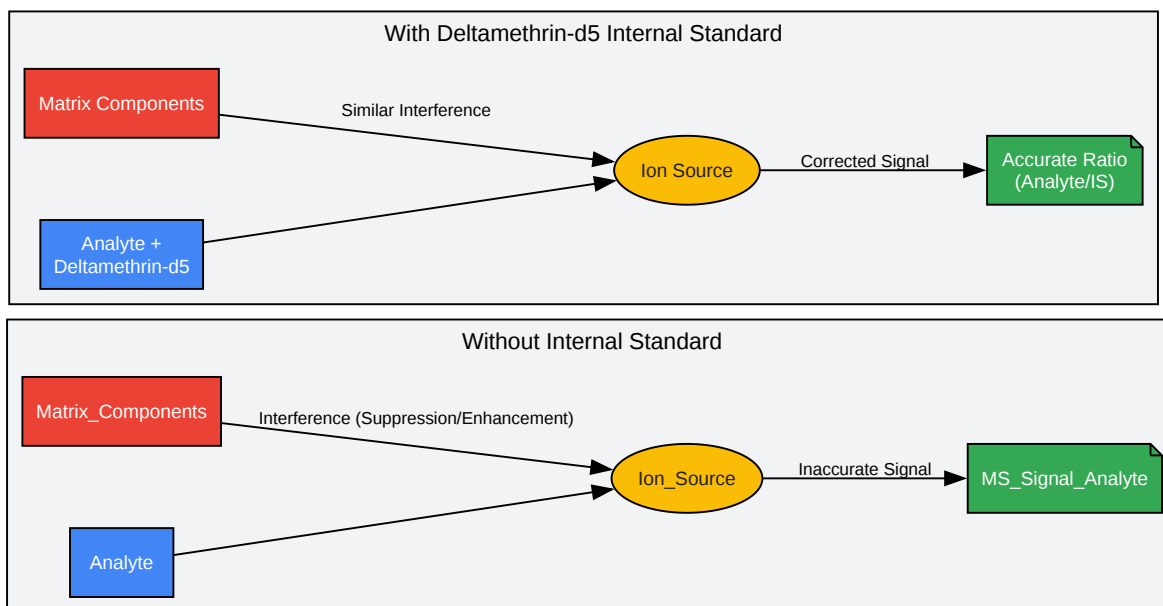 With Deltamethrin-d5 Internal Standard
Matrix Components
Similar Interference
Ion Source
Corrected Signal
Accurate Ratio
(Analyte/IS)
Analyte +
Deltamethrin-d5
Without Internal Standard
Matrix_Components
Interference (Suppression/Enhancement)
Ion_Source
Inaccurate Signal
MS_Signal_Analyte
Analyte